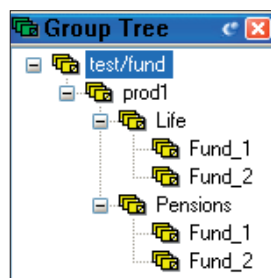 Group Tree
test/fund
prod1
Life
Fund_1
Fund_2
Pensions
Fund_1
Fund_2